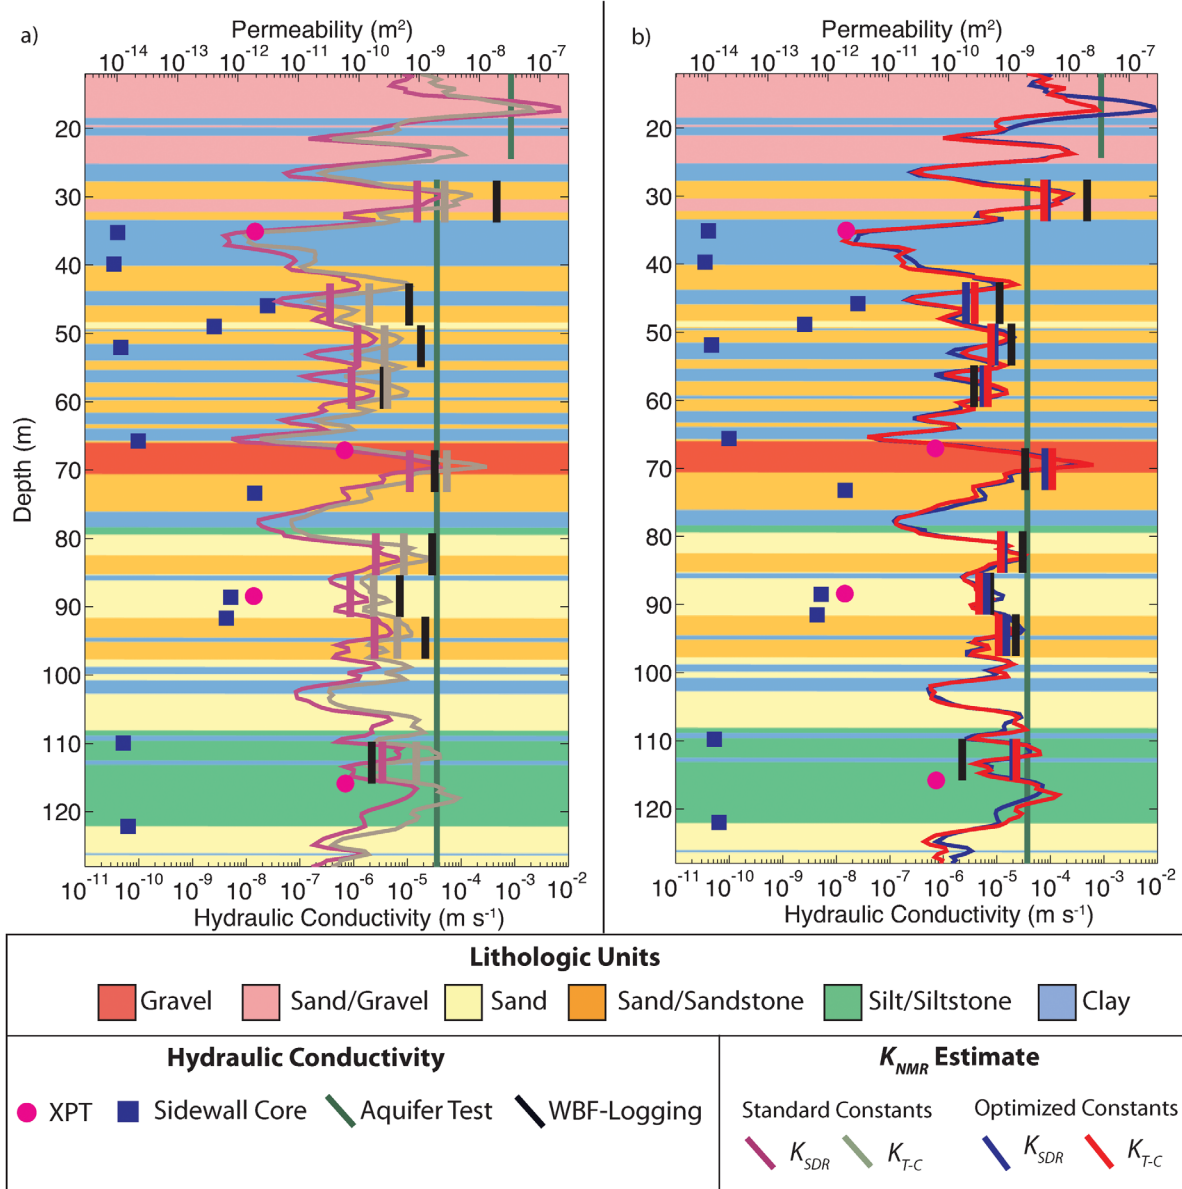 a)
Permeability (m²)
10⁻¹⁴ 10⁻¹³ 10⁻¹² 10⁻¹¹ 10⁻¹⁰ 10⁻⁹ 10⁻⁸ 10⁻⁷
Depth (m)
20
30
40
50
60
70
80
90
100
110
120
10⁻¹¹ 10⁻¹⁰ 10⁻⁹ 10⁻⁸ 10⁻⁷ 10⁻⁶ 10⁻⁵ 10⁻⁴ 10⁻³ 10⁻²
Hydraulic Conductivity (m s⁻¹)
b)
Permeability (m²)
10⁻¹⁴ 10⁻¹³ 10⁻¹² 10⁻¹¹ 10⁻¹⁰ 10⁻⁹ 10⁻⁸ 10⁻⁷
20
30
40
50
60
70
80
90
100
110
120
10⁻¹¹ 10⁻¹⁰ 10⁻⁹ 10⁻⁸ 10⁻⁷ 10⁻⁶ 10⁻⁵ 10⁻⁴ 10⁻³ 10⁻²
Hydraulic Conductivity (m s⁻¹)
Lithologic Units
Gravel Sand/Gravel Sand Sand/Sandstone Silt/Siltstone Clay
Hydraulic Conductivity
XPT Sidewall Core Aquifer Test WBF-Logging
K_NMR Estimate
Standard Constants Optimized Constants
K_SDR K_T-C K_SDR K_T-C